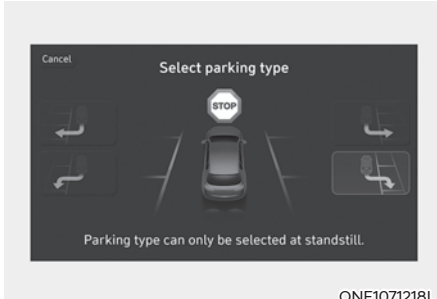 Cancel
Select parking type
STOP
Parking type can only be selected at standstill.
ONE1071218L